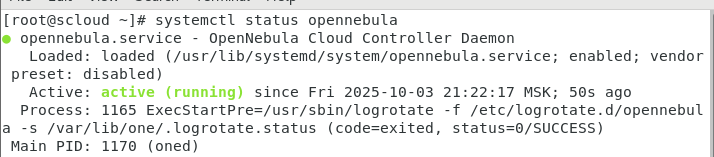 [root@scloud ~]# systemctl status opennebula
● opennebula.service - OpenNebula Cloud Controller Daemon
   Loaded: loaded (/usr/lib/systemd/system/opennebula.service; enabled; vendor
 preset: disabled)
   Active: active (running) since Fri 2025-10-03 21:22:17 MSK; 50s ago
  Process: 1165 ExecStartPre=/usr/sbin/logrotate -f /etc/logrotate.d/opennebul
a -s /var/lib/one/.logrotate.status (code=exited, status=0/SUCCESS)
 Main PID: 1170 (oned)